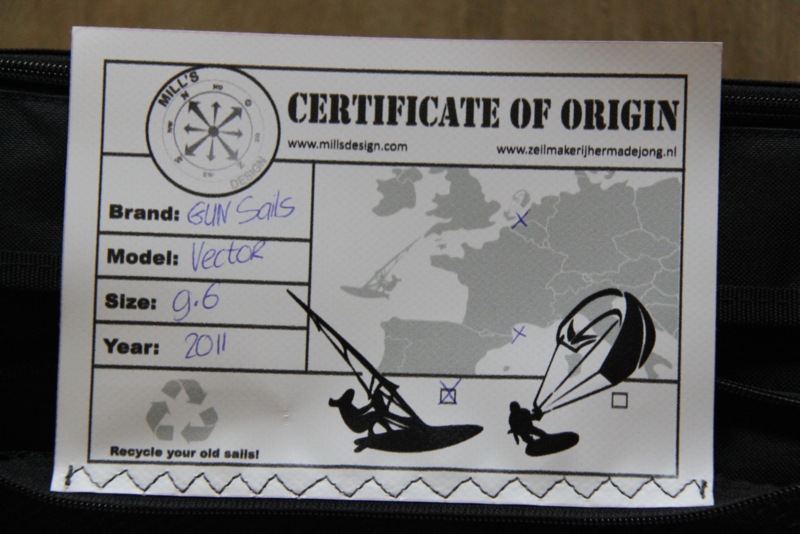 MILL'S
DESIGN
CERTIFICATE OF ORIGIN
www.millsdesign.com
www.zeilmakerijhermadejong.nl
Brand: GUN Sails
Model: Vector
Size: 9.6
Year: 2011
Recycle your old sails!